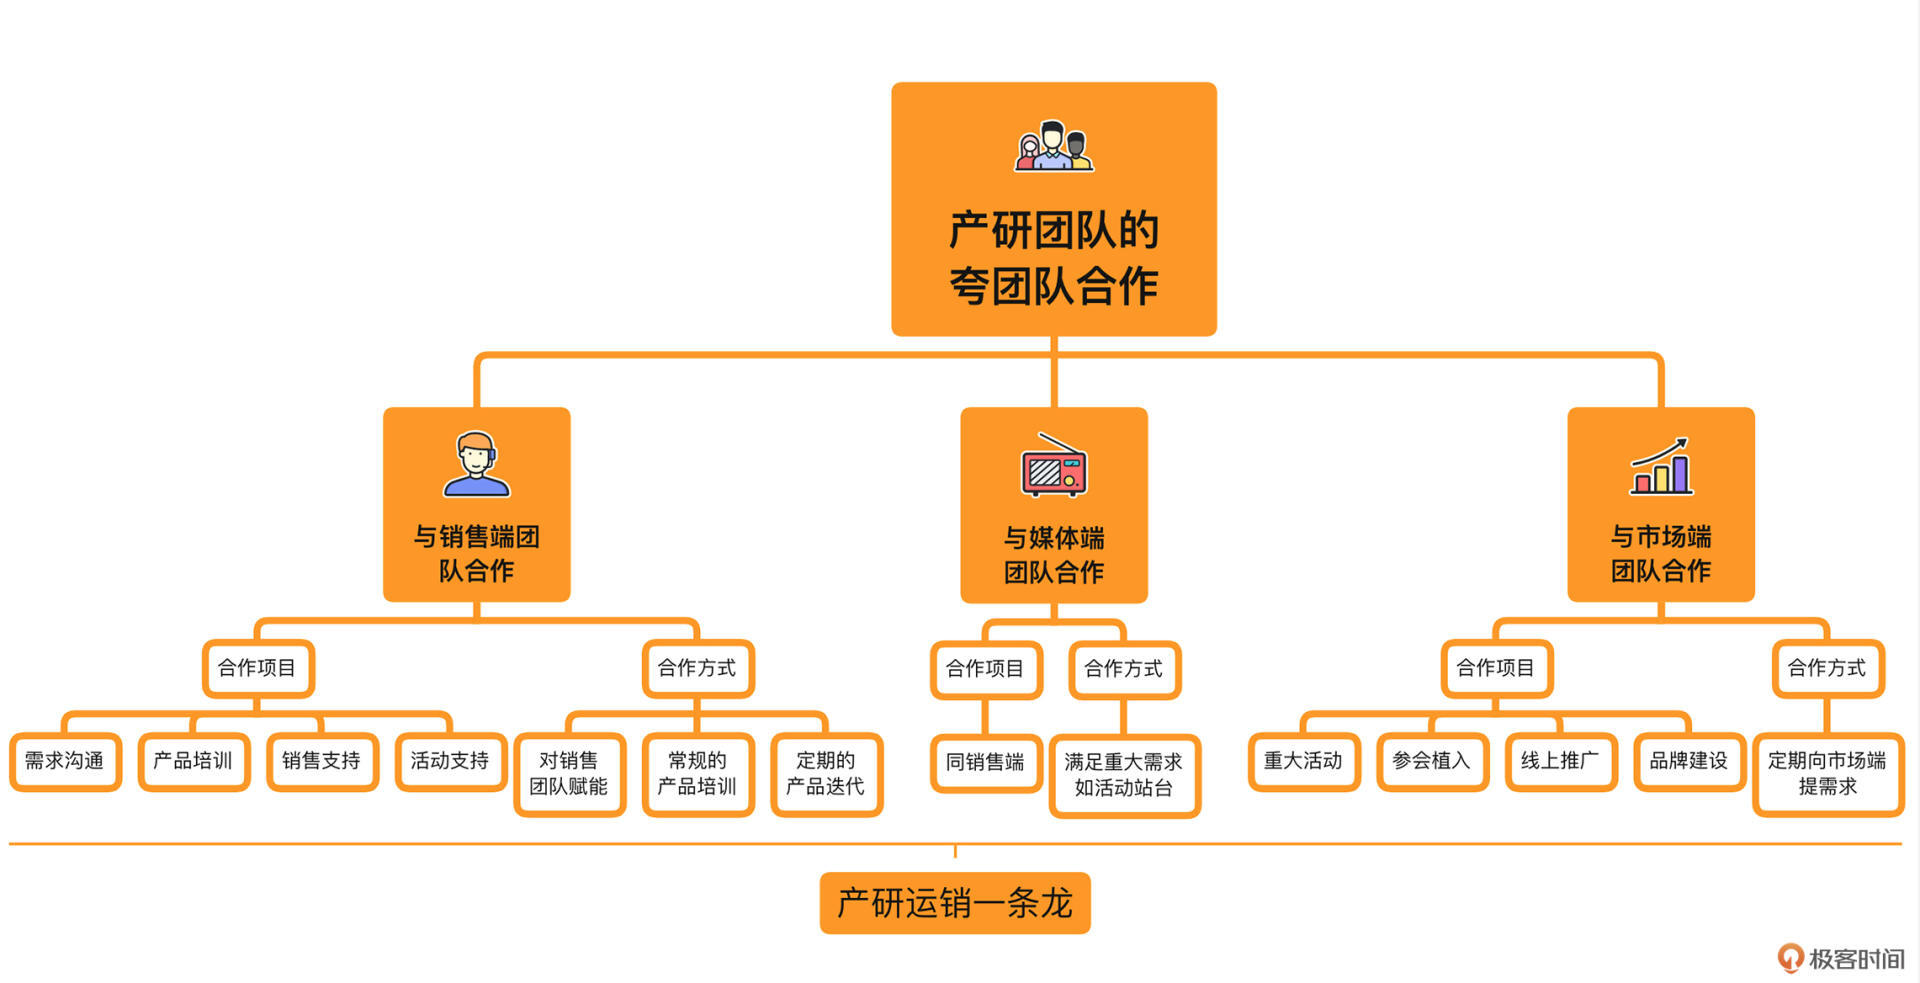 产研团队的
夸团队合作
与销售端团
队合作
与媒体端
团队合作
与市场端
团队合作
合作项目
合作方式
合作项目
合作方式
合作项目
合作方式
需求沟通
产品培训
销售支持
活动支持
对销售
团队赋能
常规的
产品培训
定期的
产品迭代
同销售端
满足重大需求
如活动站台
重大活动
参会植入
线上推广
品牌建设
定期向市场端
提需求
产研运销一条龙
极客时间